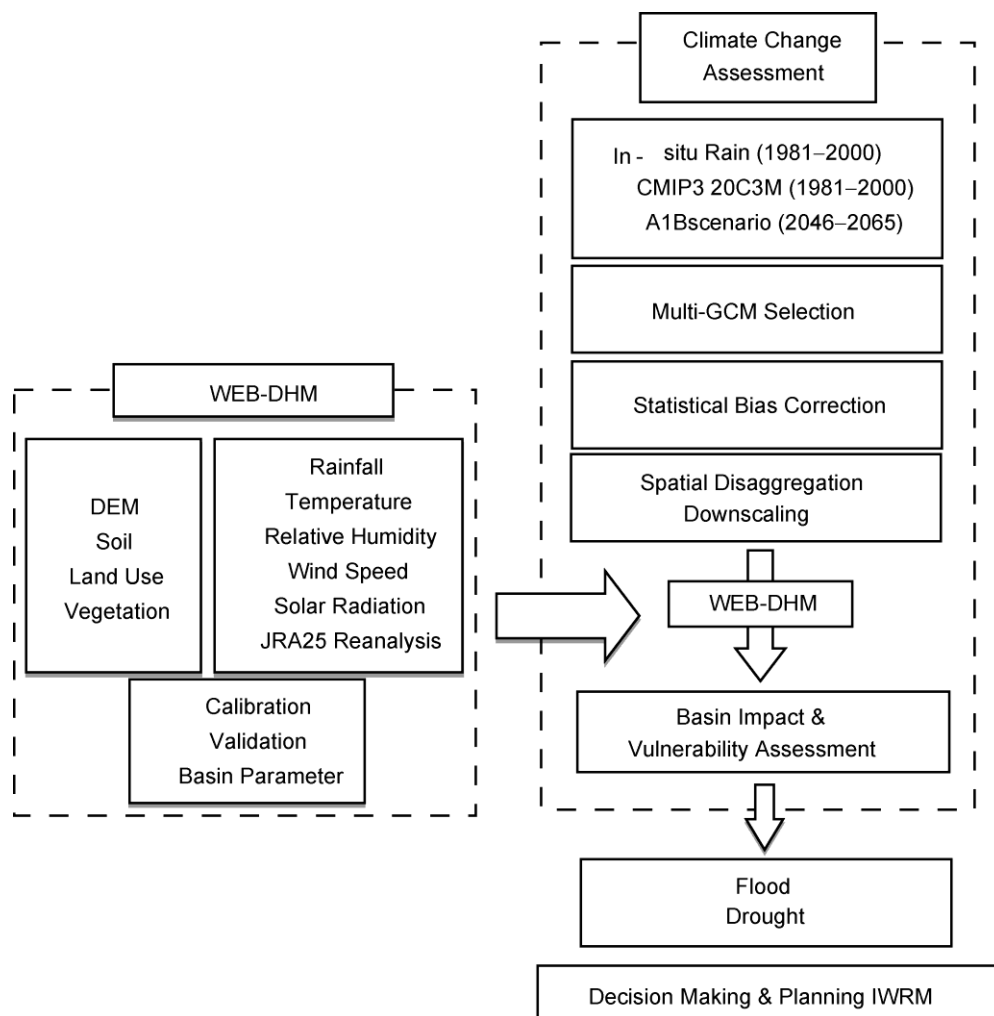 Climate Change
Assessment
In - situ Rain (1981–2000)
CMIP3 20C3M (1981–2000)
A1Bscenario (2046–2065)
Multi-GCM Selection
Statistical Bias Correction
Spatial Disaggregation
Downscaling
WEB-DHM
Basin Impact &
Vulnerability Assessment
Flood
Drought
Decision Making & Planning IWRM
WEB-DHM
DEM
Soil
Land Use
Vegetation
Rainfall
Temperature
Relative Humidity
Wind Speed
Solar Radiation
JRA25 Reanalysis
Calibration
Validation
Basin Parameter